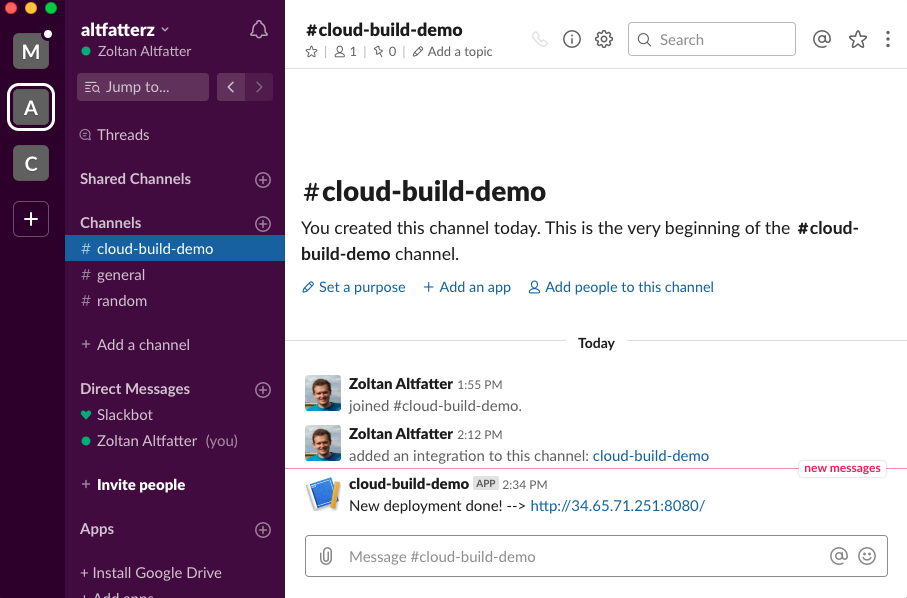 M
A
C
+
altfatterz
Zoltan Altfatter
Jump to...
Threads
Shared Channels
Channels
# cloud-build-demo
# general
# random
+ Add a channel
Direct Messages
Slackbot
Zoltan Altfatter (you)
+ Invite people
Apps
+ Install Google Drive
+ Add apps
#cloud-build-demo
1 | 0 | Add a topic
Search
#cloud-build-demo
You created this channel today. This is the very beginning of the #cloud-
build-demo channel.
Set a purpose + Add an app Add people to this channel
Today
Zoltan Altfatter 1:55 PM
joined #cloud-build-demo.
Zoltan Altfatter 2:12 PM
added an integration to this channel: cloud-build-demo
new messages
cloud-build-demo APP 2:34 PM
New deployment done! --> http://34.65.71.251:8080/
Message #cloud-build-demo